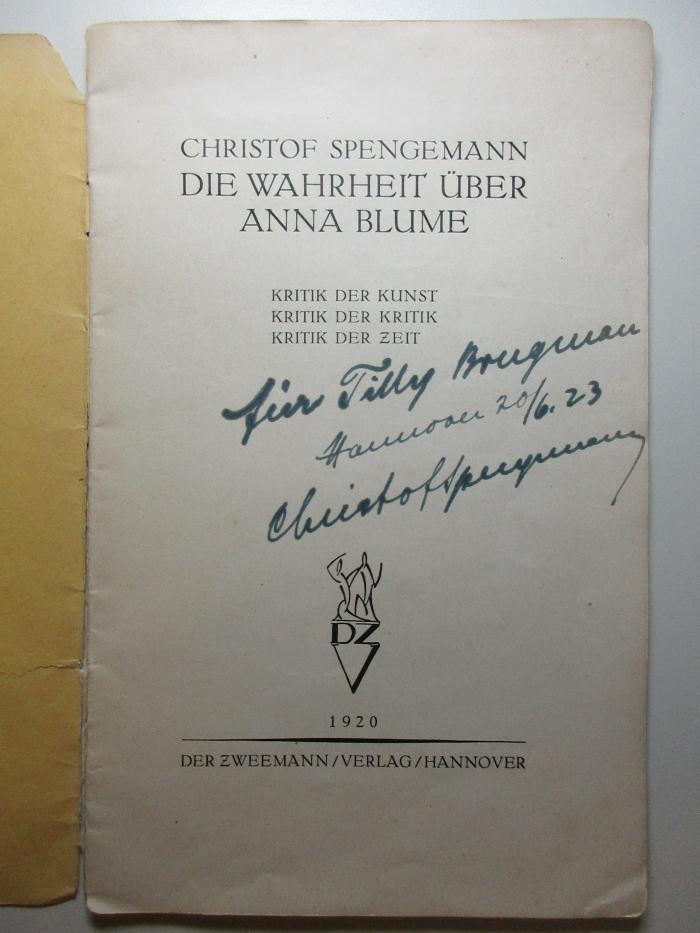 CHRISTOF SPENGEMANN
DIE WAHRHEIT ÜBER
ANNA BLUME
KRITIK DER KUNST
KRITIK DER KRITIK
KRITIK DER ZEIT
für Tilly Brugman
Hannover 20/6.23
Christof Spengemann
DZV
1920
DER ZWEEMANN/VERLAG/HANNOVER